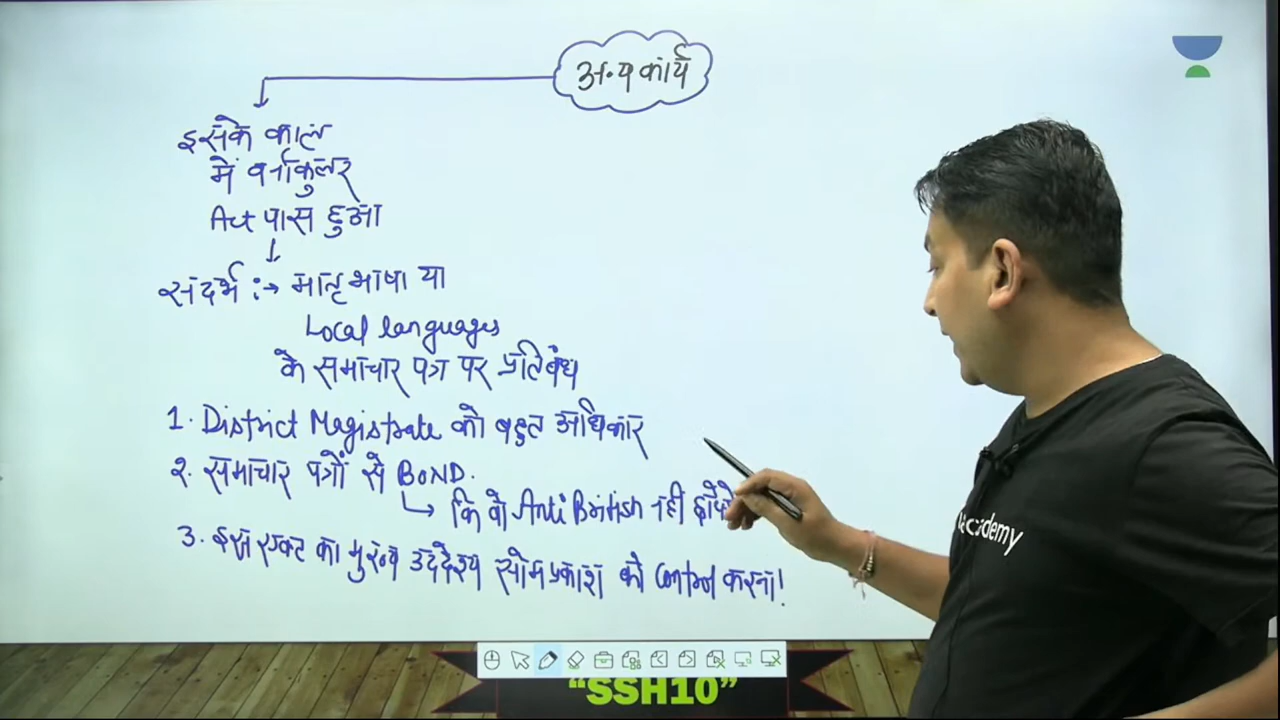 अन्य कार्य
इसके काल
में वर्नाकुलर
Act पास हुआ
संदर्भ :→ मातृभाषा या
Local languages
के समाचार पत्र पर प्रतिबंध
1. District Magistrate को बहुत अधिकार
2. समाचार पत्रों से BOND.
कि वो Anti British नहीं छापेंगे
3. इस एक्ट का मुख्य उद्देश्य सोमप्रकाश को Control करना!
"SSH10"